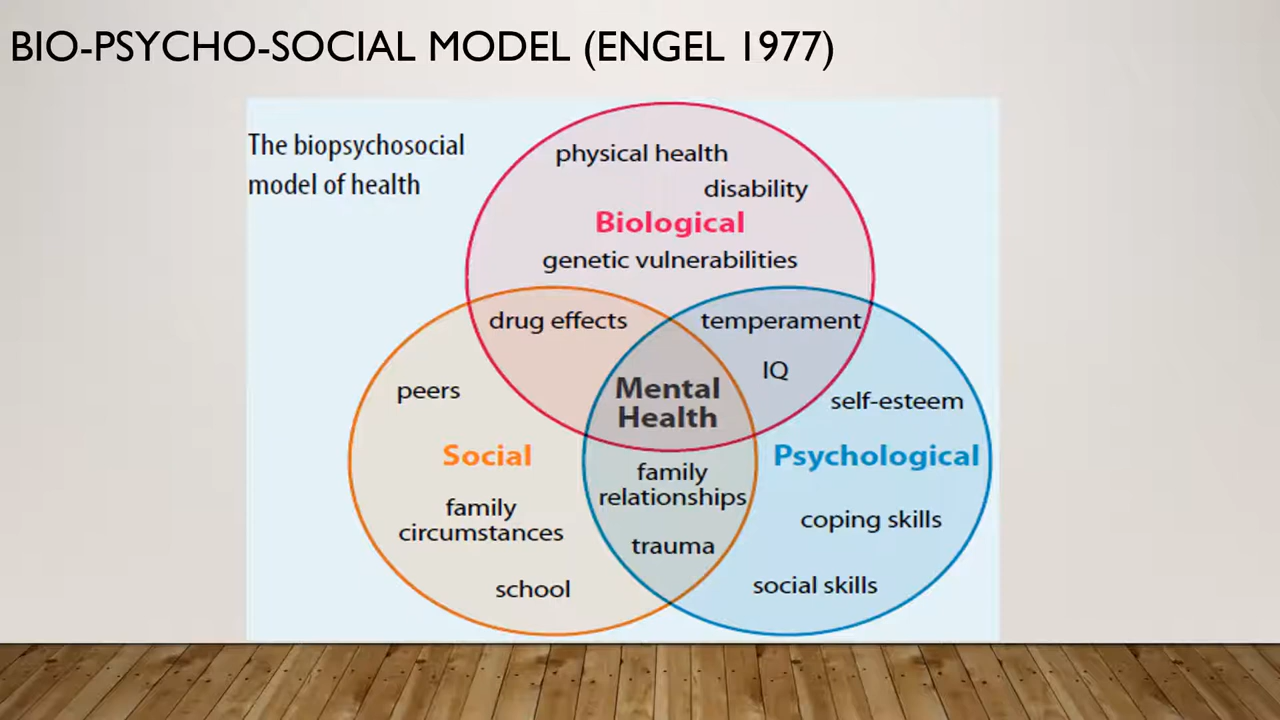 BIO-PSYCHO-SOCIAL MODEL (ENGEL 1977)
The biopsychosocial
model of health
physical health
disability
Biological
genetic vulnerabilities
drug effects
temperament
IQ
Mental
Health
peers
self-esteem
Social
Psychological
family
relationships
family
circumstances
coping skills
trauma
school
social skills